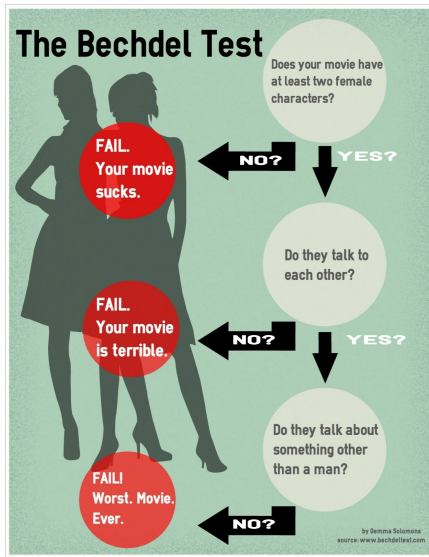 The Bechdel Test
Does your movie have
at least two female
characters?
NO?
YES?
FAIL.
Your movie
sucks.
Do they talk to
each other?
NO?
YES?
FAIL.
Your movie
is terrible.
Do they talk about
something other
than a man?
NO?
FAIL!
Worst. Movie.
Ever.
by Gemma Solomons
source: www.bechdeltest.com